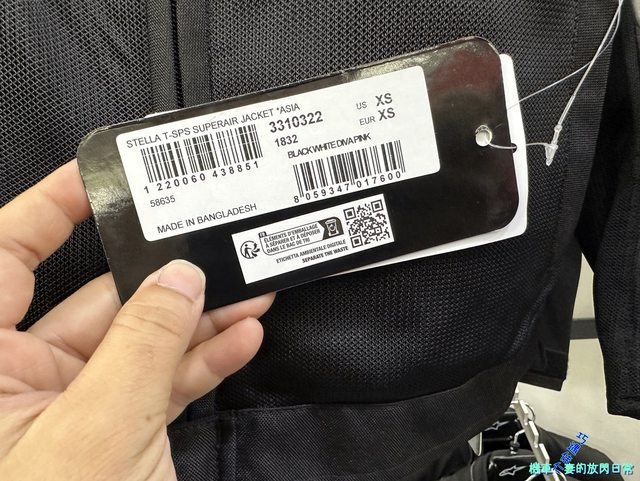 STELLA T-SPS SUPERAIR JACKET *ASIA
3310322
1832
US XS
EUR XS
BLACK WHITE DIVA PINK
1 220060 438851
58635
8 059347 017600
MADE IN BANGLADESH
FR
ÉLÉMENTS D'EMBALLAGE
À SÉPARER ET À DÉPOSER
DANS LE BAC DE TRI
ETICHETTA AMBIENTALE DIGITALE
SEPARATE THE WASTE
機車
賽的放閃日常